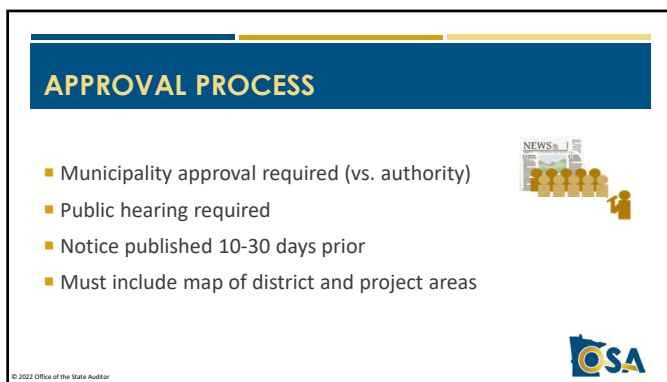 APPROVAL PROCESS
NEWS
▪ Municipality approval required (vs. authority)
▪ Public hearing required
▪ Notice published 10-30 days prior
▪ Must include map of district and project areas
© 2022 Office of the State Auditor
OSA